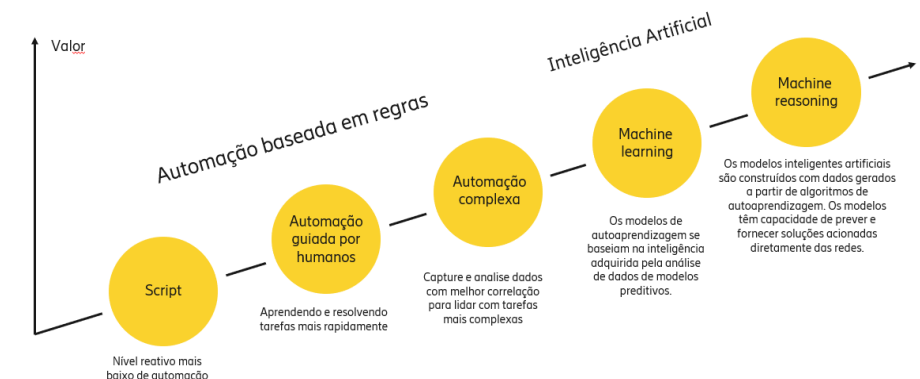 Valor
Inteligência Artificial
Automação baseada em regras
Script
Nível reativo mais
baixo de automação
Automação
guiada por
humanos
Aprendendo e resolvendo
tarefas mais rapidamente
Automação
complexa
Capture e analise dados
com melhor correlação
para lidar com tarefas
mais complexas
Machine
learning
Os modelos de
autoaprendizagem se
baseiam na inteligência
adquirida pela análise
de dados de modelos
preditivos.
Machine
reasoning
Os modelos inteligentes artificiais
são construídos com dados gerados
a partir de algoritmos de
autoaprendizagem. Os modelos
têm capacidade de prever e
fornecer soluções acionadas
diretamente das redes.